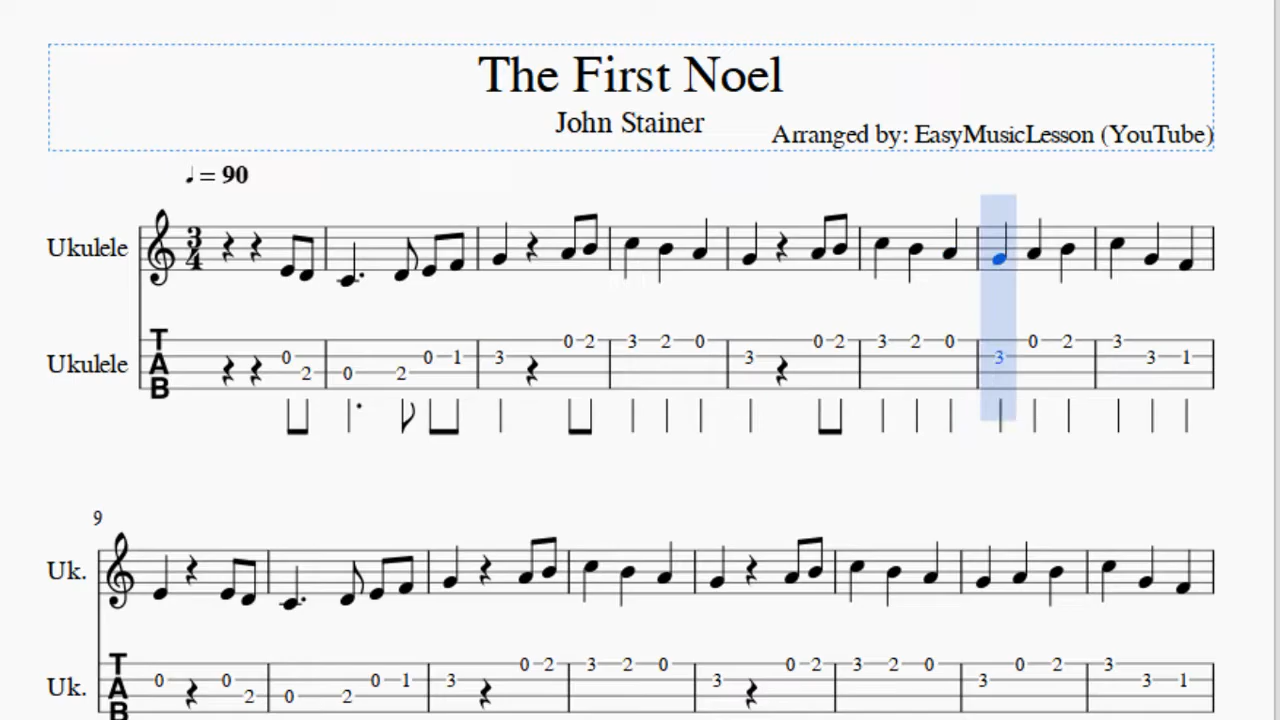 The First Noel
John Stainer
Arranged by: EasyMusicLesson (YouTube)
♩ = 90
Ukulele
3
4
Ukulele
T
A
B
0 2 0 2 0 1 3 0 2 3 2 0 3 0 2 3 2 0 3 0 2 3 3 1
9
Uk.
Uk.
T
A
B
0 0 2 0 2 0 1 3 0 2 3 2 0 3 0 2 3 2 0 3 0 2 3 3 1